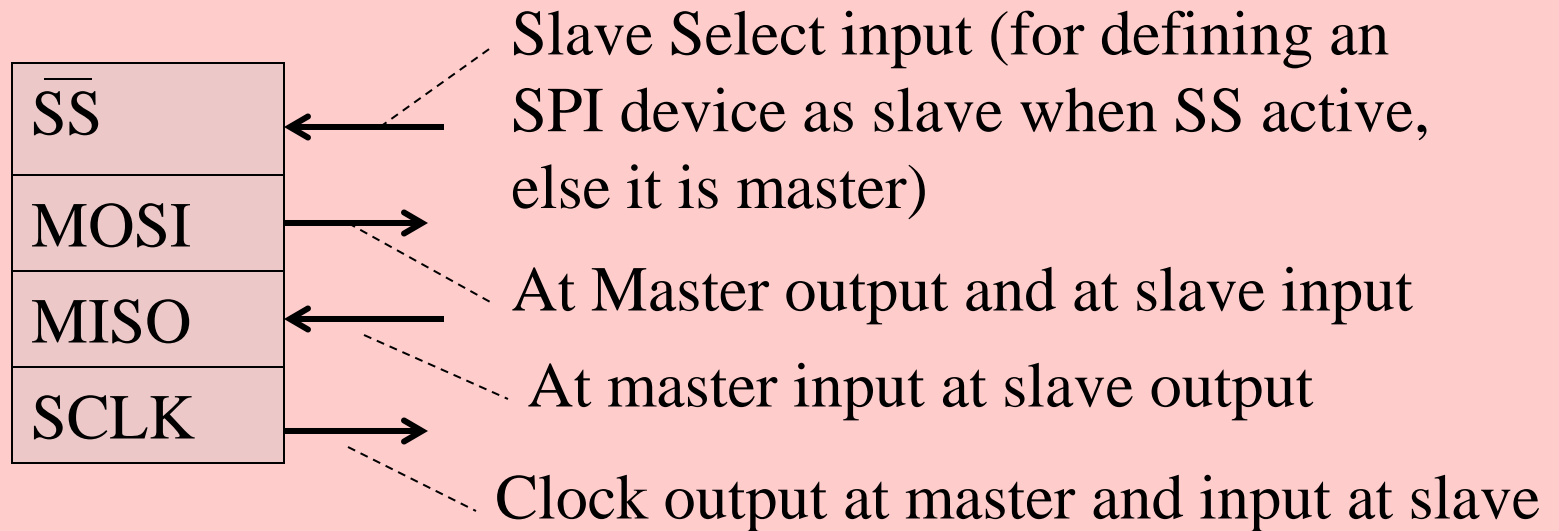 S̅S̅
MOSI
MISO
SCLK
Slave Select input (for defining an
SPI device as slave when SS active,
else it is master)
At Master output and at slave input
At master input at slave output
Clock output at master and input at slave